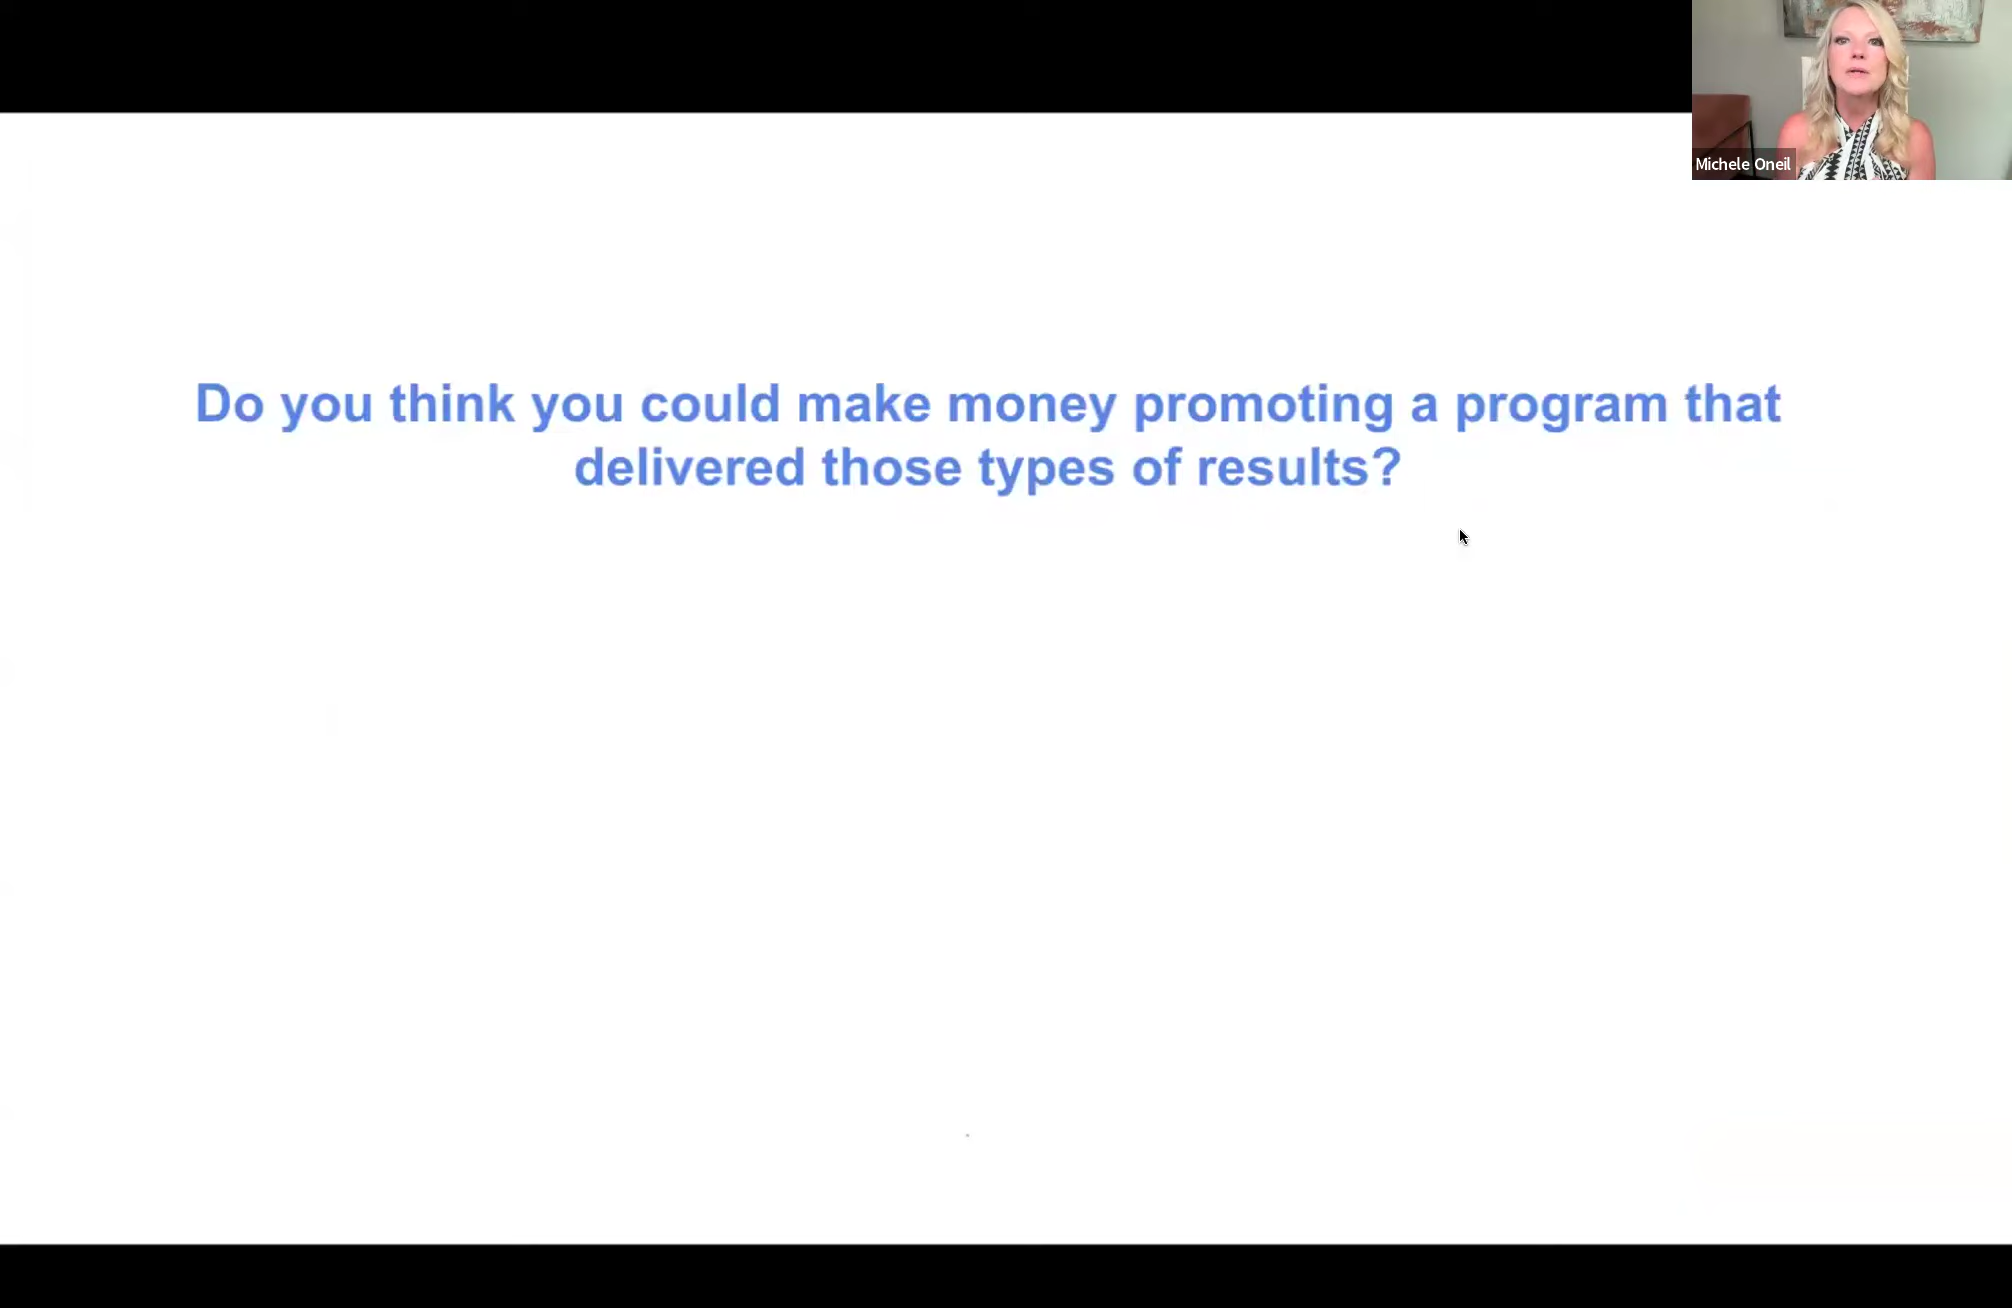 Michele Oneil
Do you think you could make money promoting a program that
delivered those types of results?